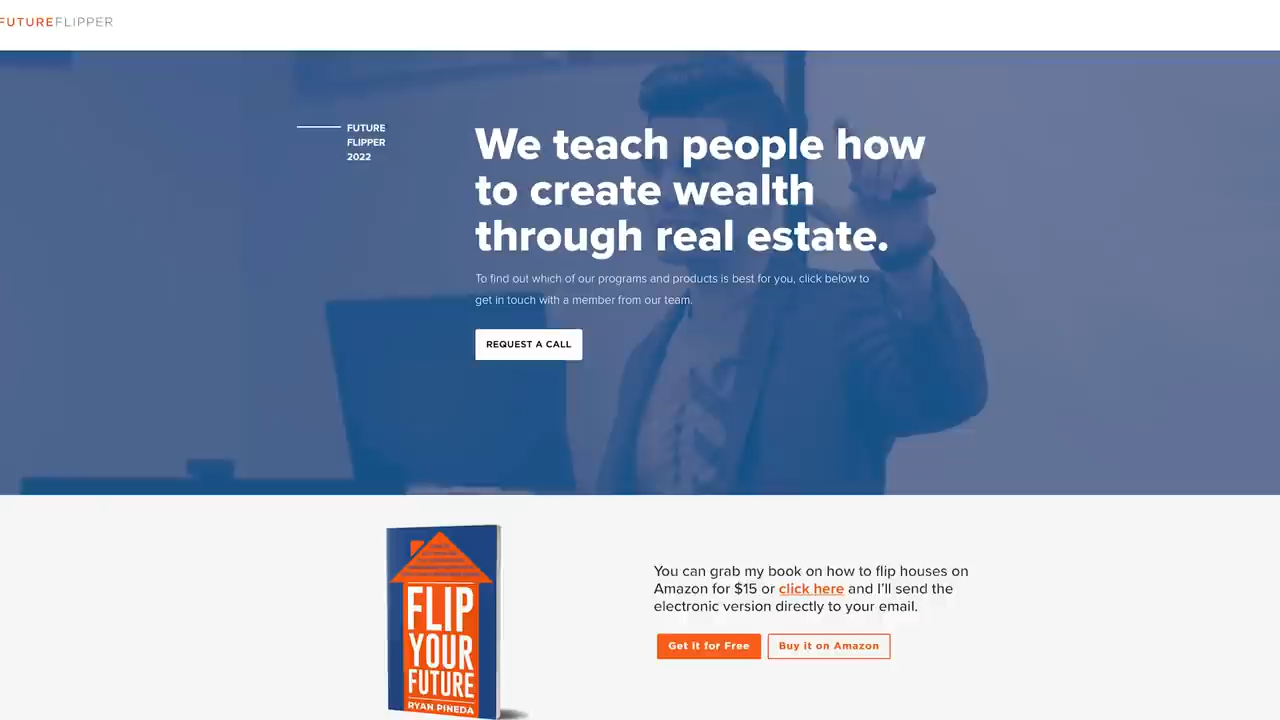 FUTUREFLIPPER
FUTURE
FLIPPER
2022
We teach people how
to create wealth
through real estate.
To find out which of our programs and products is best for you, click below to
get in touch with a member from our team.
REQUEST A CALL
FLIP
YOUR
FUTURE
RYAN PINEDA
You can grab my book on how to flip houses on
Amazon for $15 or click here and I'll send the
electronic version directly to your email.
Get it for Free
Buy it on Amazon